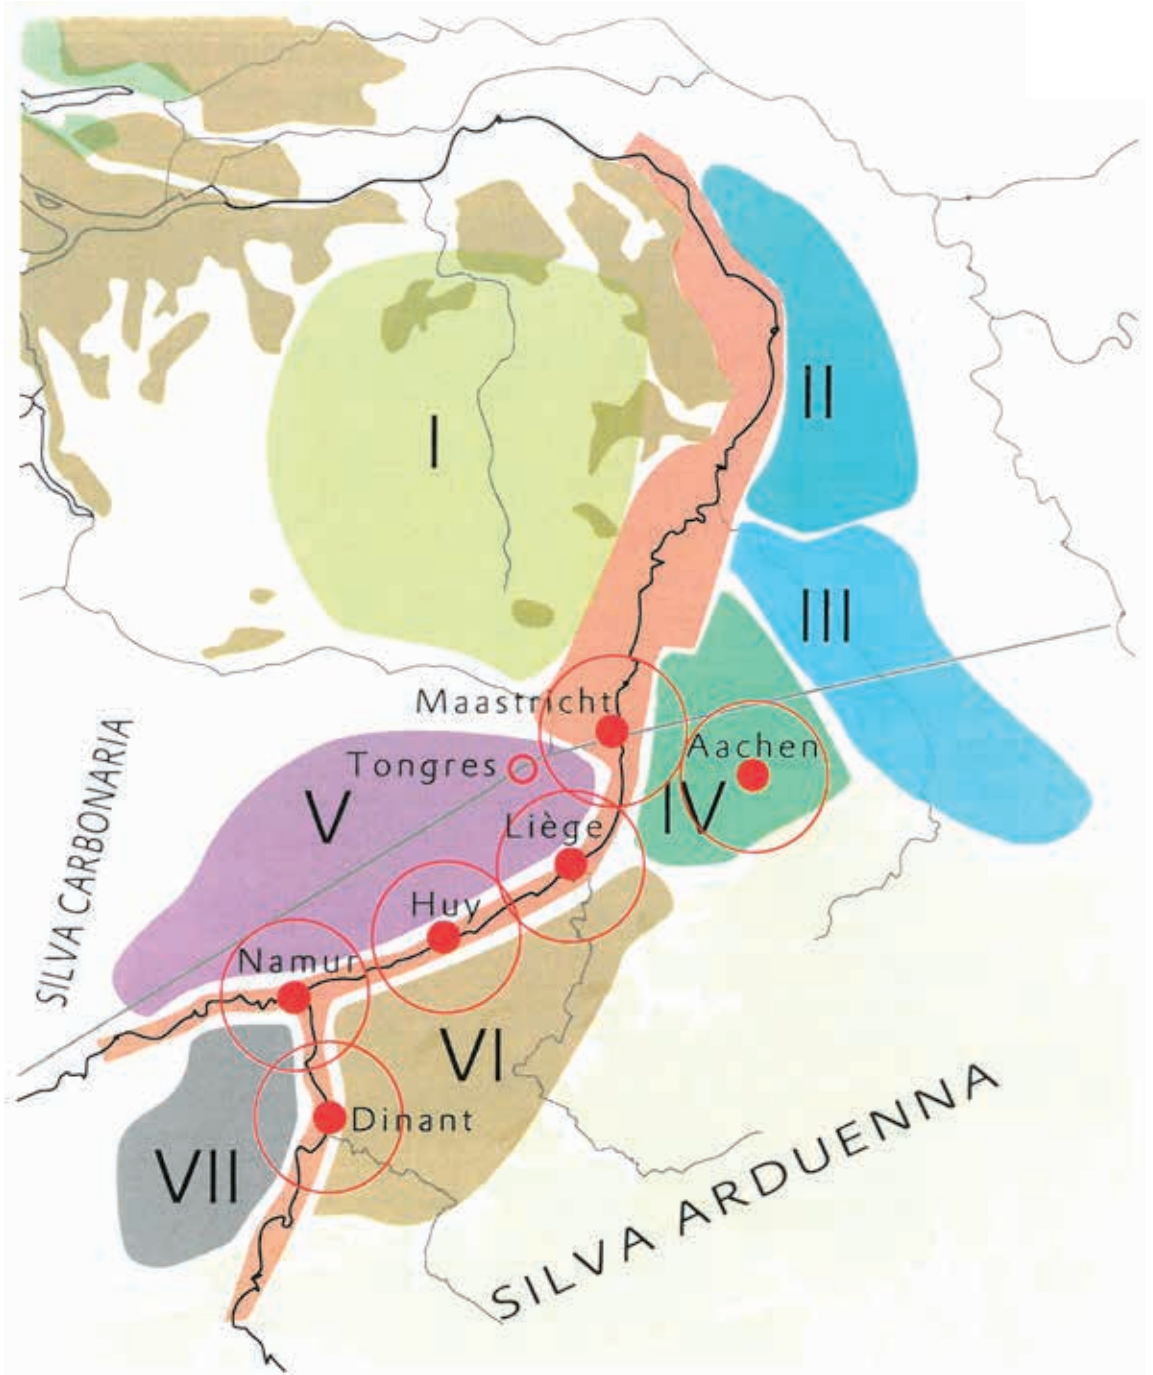 II
I
III
Maastricht
Aachen
Tongres
IV
V
Liège
SILVA CARBONARIA
Huy
Namur
VI
Dinant
VII
SILVA ARDUENNA